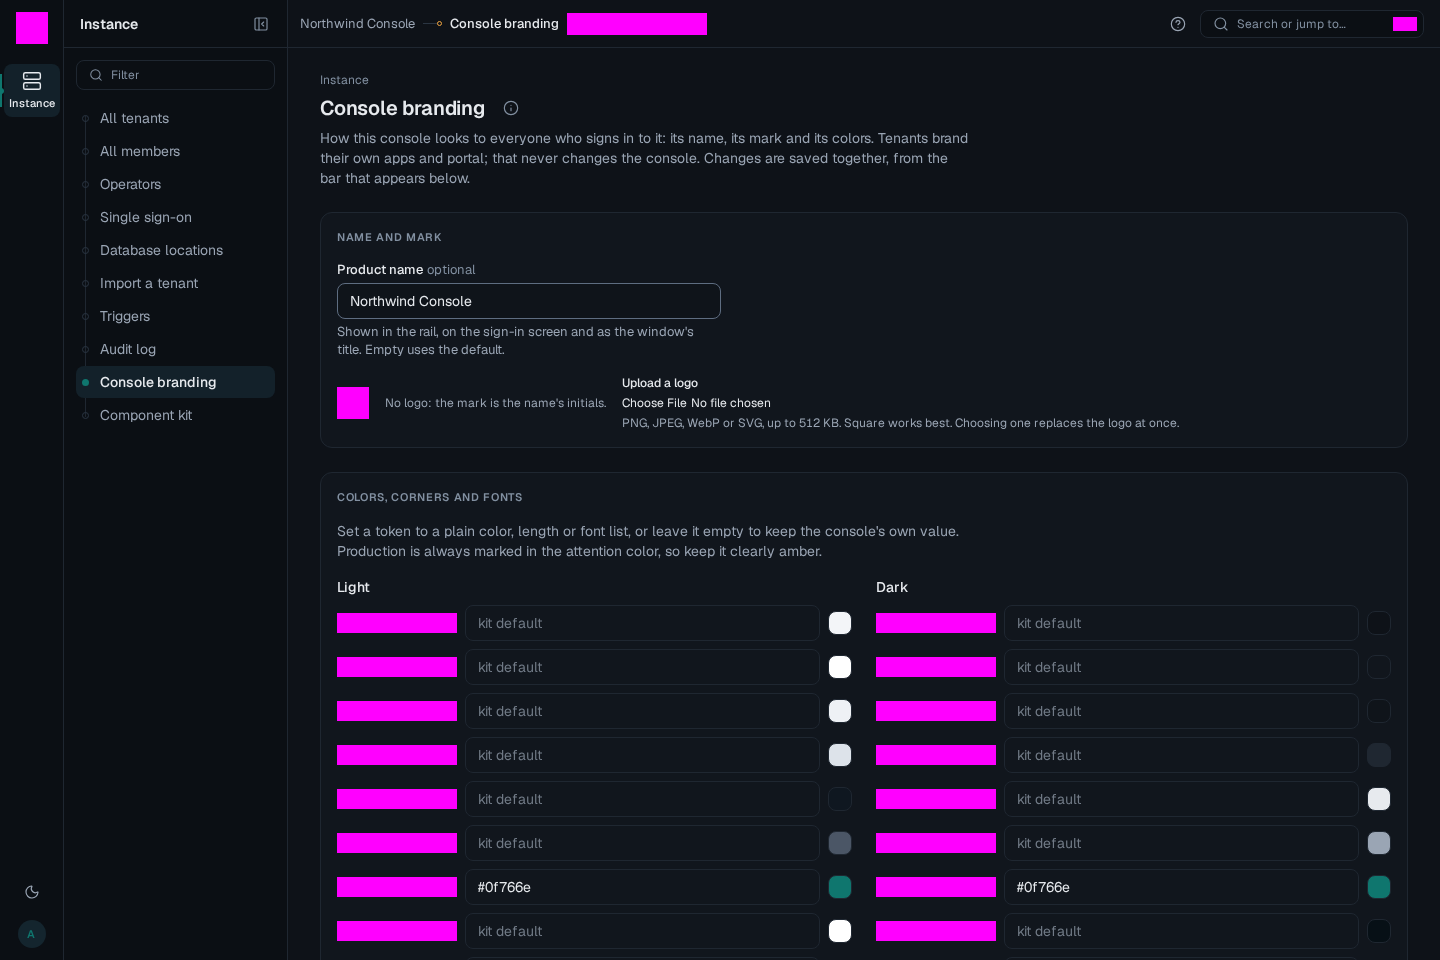 Instance
Northwind Console
Console branding
Search or jump to...
Instance
Filter
All tenants
All members
Operators
Single sign-on
Database locations
Import a tenant
Triggers
Audit log
Console branding
Component kit
A
Instance
Console branding
How this console looks to everyone who signs in to it: its name, its mark and its colors. Tenants brand
their own apps and portal; that never changes the console. Changes are saved together, from the
bar that appears below.
NAME AND MARK
Product name optional
Northwind Console
Shown in the rail, on the sign-in screen and as the window's
title. Empty uses the default.
No logo: the mark is the name's initials.
Upload a logo
Choose File No file chosen
PNG, JPEG, WebP or SVG, up to 512 KB. Square works best. Choosing one replaces the logo at once.
COLORS, CORNERS AND FONTS
Set a token to a plain color, length or font list, or leave it empty to keep the console's own value.
Production is always marked in the attention color, so keep it clearly amber.
Light
Dark
kit default
kit default
kit default
kit default
kit default
kit default
kit default
kit default
kit default
kit default
kit default
kit default
#0f766e
#0f766e
kit default
kit default